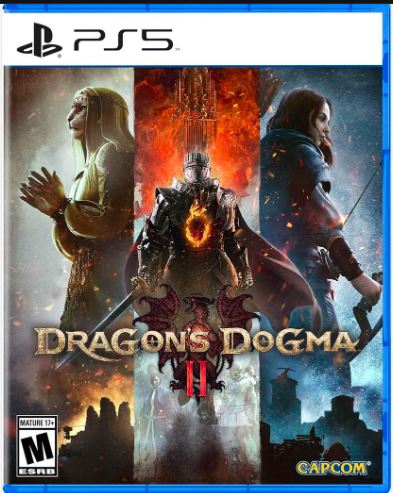 PS5
DRAGON'S DOGMA
II
MATURE 17+
M
ESRB
CAPCOM